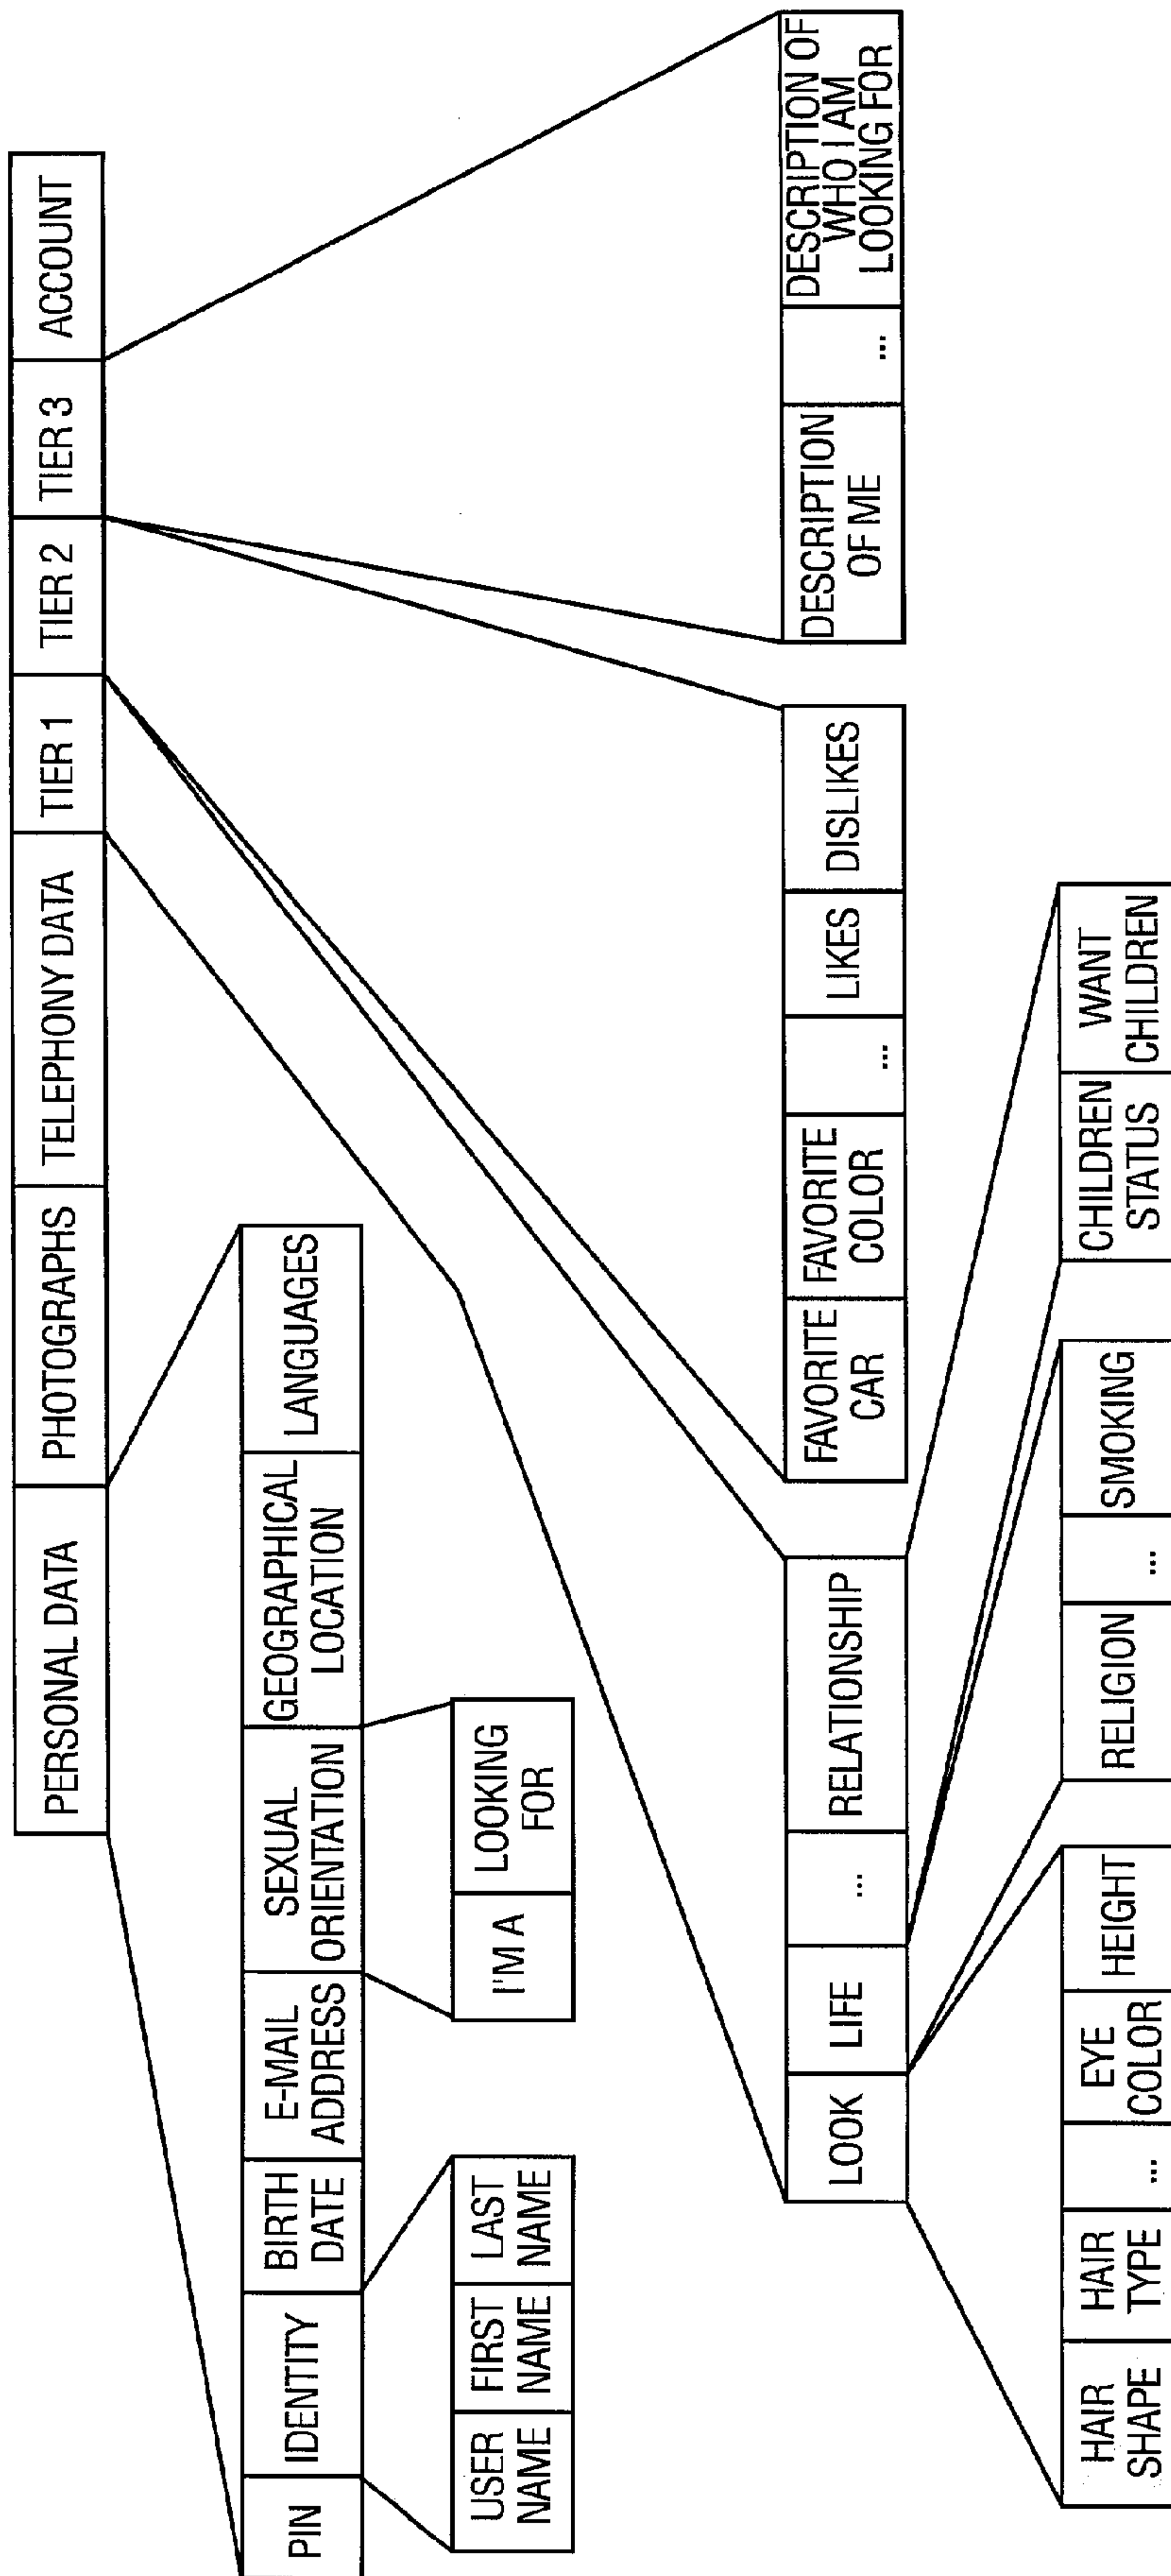 PERSONAL DATA
PHOTOGRAPHS
TELEPHONY DATA
TIER 1
TIER 2
TIER 3
ACCOUNT
PIN
IDENTITY
BIRTH
DATE
E-MAIL
ADDRESS
SEXUAL
ORIENTATION
GEOGRAPHICAL
LOCATION
LANGUAGES
USER
NAME
FIRST
NAME
LAST
NAME
I'M A
LOOKING
FOR
LOOK
LIFE
...
RELATIONSHIP
FAVORITE
CAR
FAVORITE
COLOR
...
LIKES
DISLIKES
DESCRIPTION
OF ME
...
DESCRIPTION OF
WHO I AM
LOOKING FOR
HAIR
SHAPE
HAIR
TYPE
...
EYE
COLOR
HEIGHT
RELIGION
...
SMOKING
CHILDREN
STATUS
WANT
CHILDREN